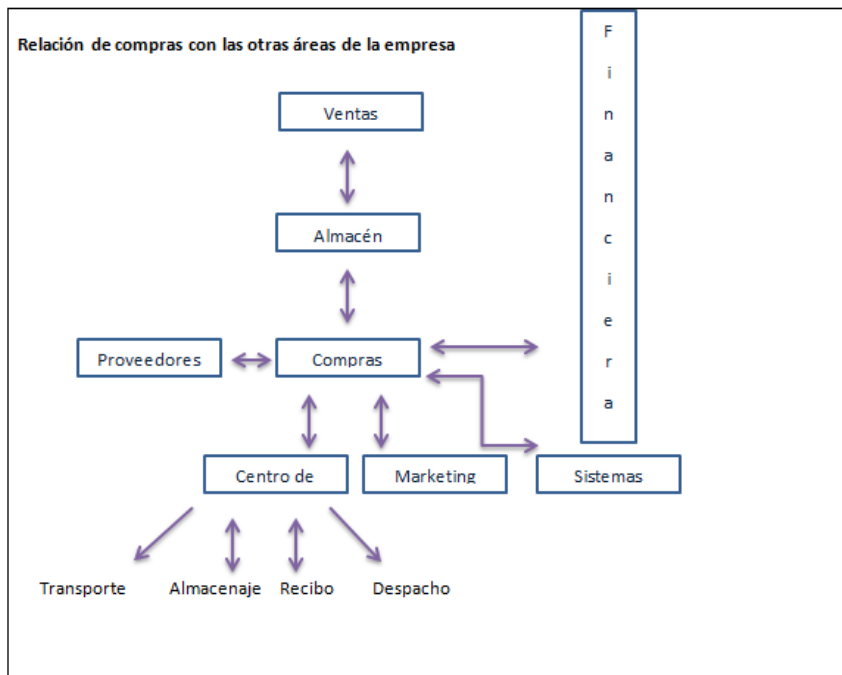 Relación de compras con las otras áreas de la empresa
F
i
n
a
n
c
i
e
r
a
Ventas
Almacén
Proveedores
Compras
Centro de
Marketing
Sistemas
Transporte
Almacenaje
Recibo
Despacho